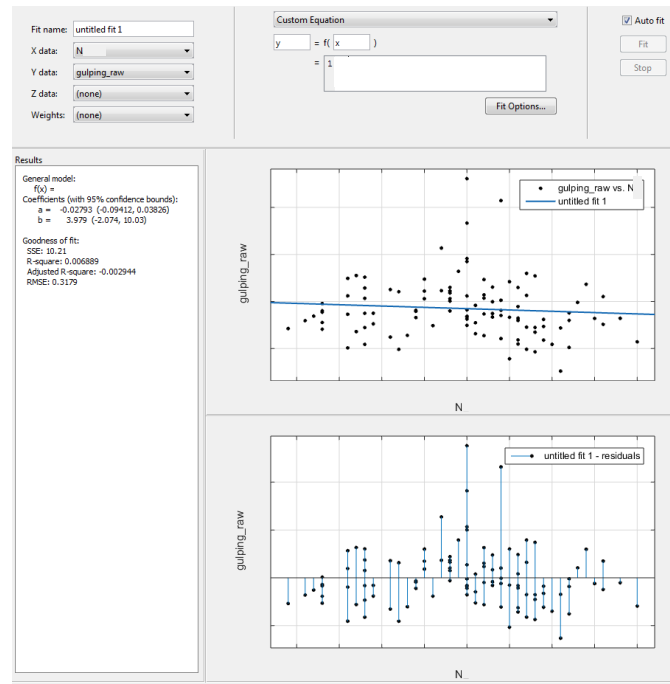 Fit name: untitled fit 1
X data: N
Y data: gulping_raw
Z data: (none)
Weights: (none)
Custom Equation
y = f( x )
= 1
Fit Options...
Auto fit
Fit
Stop
Results
General model:
f(x) =
Coefficients (with 95% confidence bounds):
a = -0.02793 (-0.09412, 0.03826)
b = 3.979 (-2.074, 10.03)
Goodness of fit:
SSE: 10.21
R-square: 0.006889
Adjusted R-square: -0.002944
RMSE: 0.3179
gulping_raw vs. N
untitled fit 1
gulping_raw
N
untitled fit 1 - residuals
gulping_raw
N